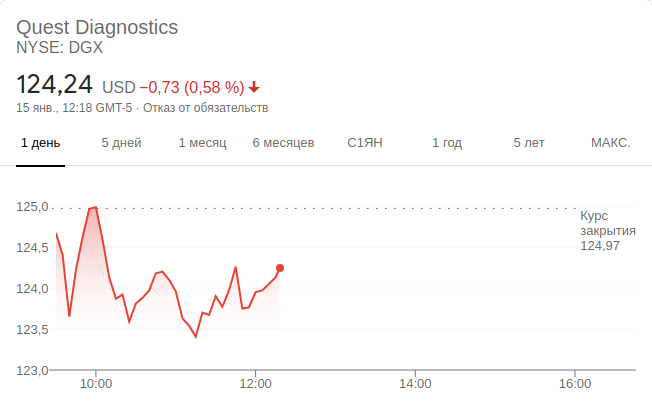 Quest Diagnostics
NYSE: DGX
124,24 USD −0,73 (0,58 %)
15 янв., 12:18 GMT-5 · Отказ от обязательств
1 день 5 дней 1 месяц 6 месяцев С1ЯН 1 год 5 лет МАКС.
125,0
Курс
закрытия
124,97
124,5
124,0
123,5
123,0
10:00 12:00 14:00 16:00